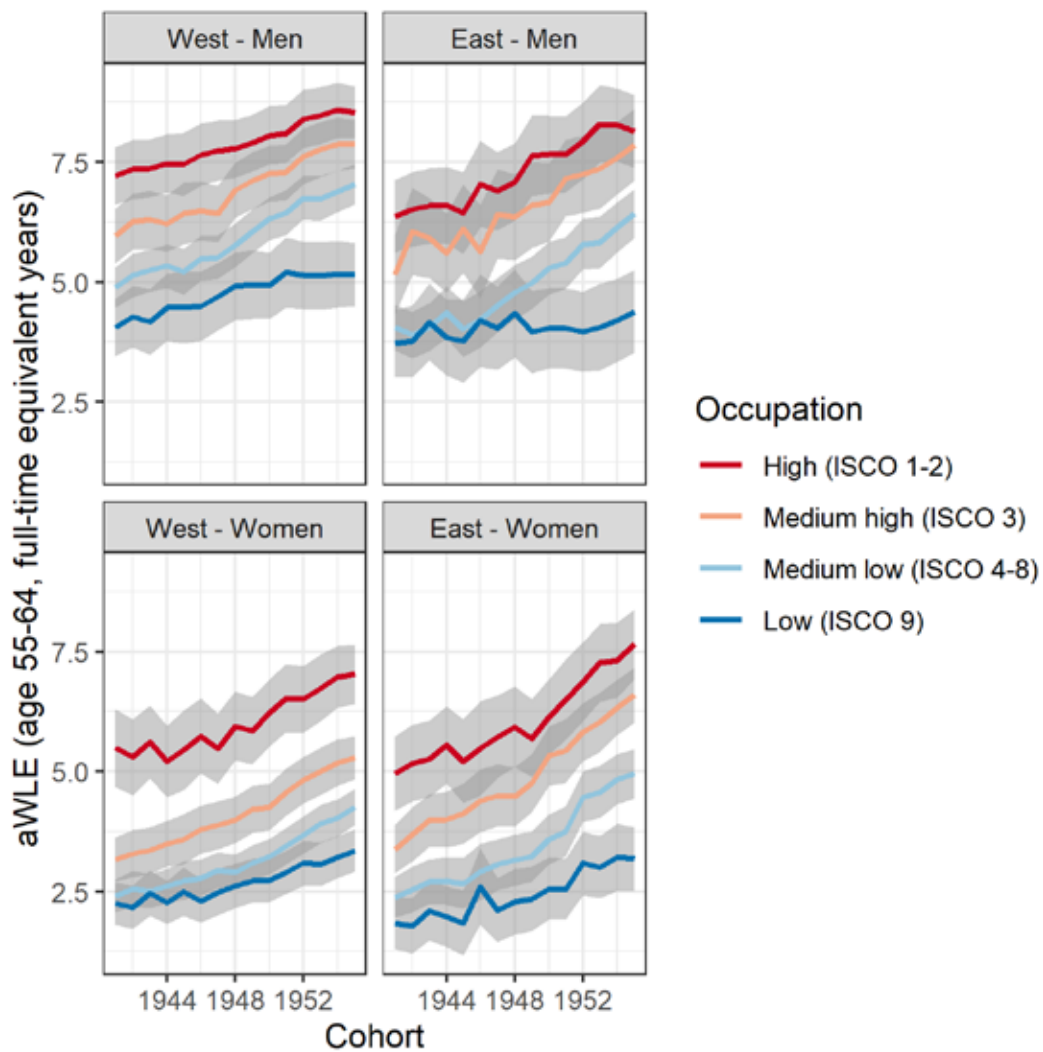 West - Men
East - Men
7.5
5.0
2.5
West - Women
East - Women
7.5
5.0
2.5
1944 1948 1952
1944 1948 1952
Cohort
aWLE (age 55-64, full-time equivalent years)
Occupation
High (ISCO 1-2)
Medium high (ISCO 3)
Medium low (ISCO 4-8)
Low (ISCO 9)